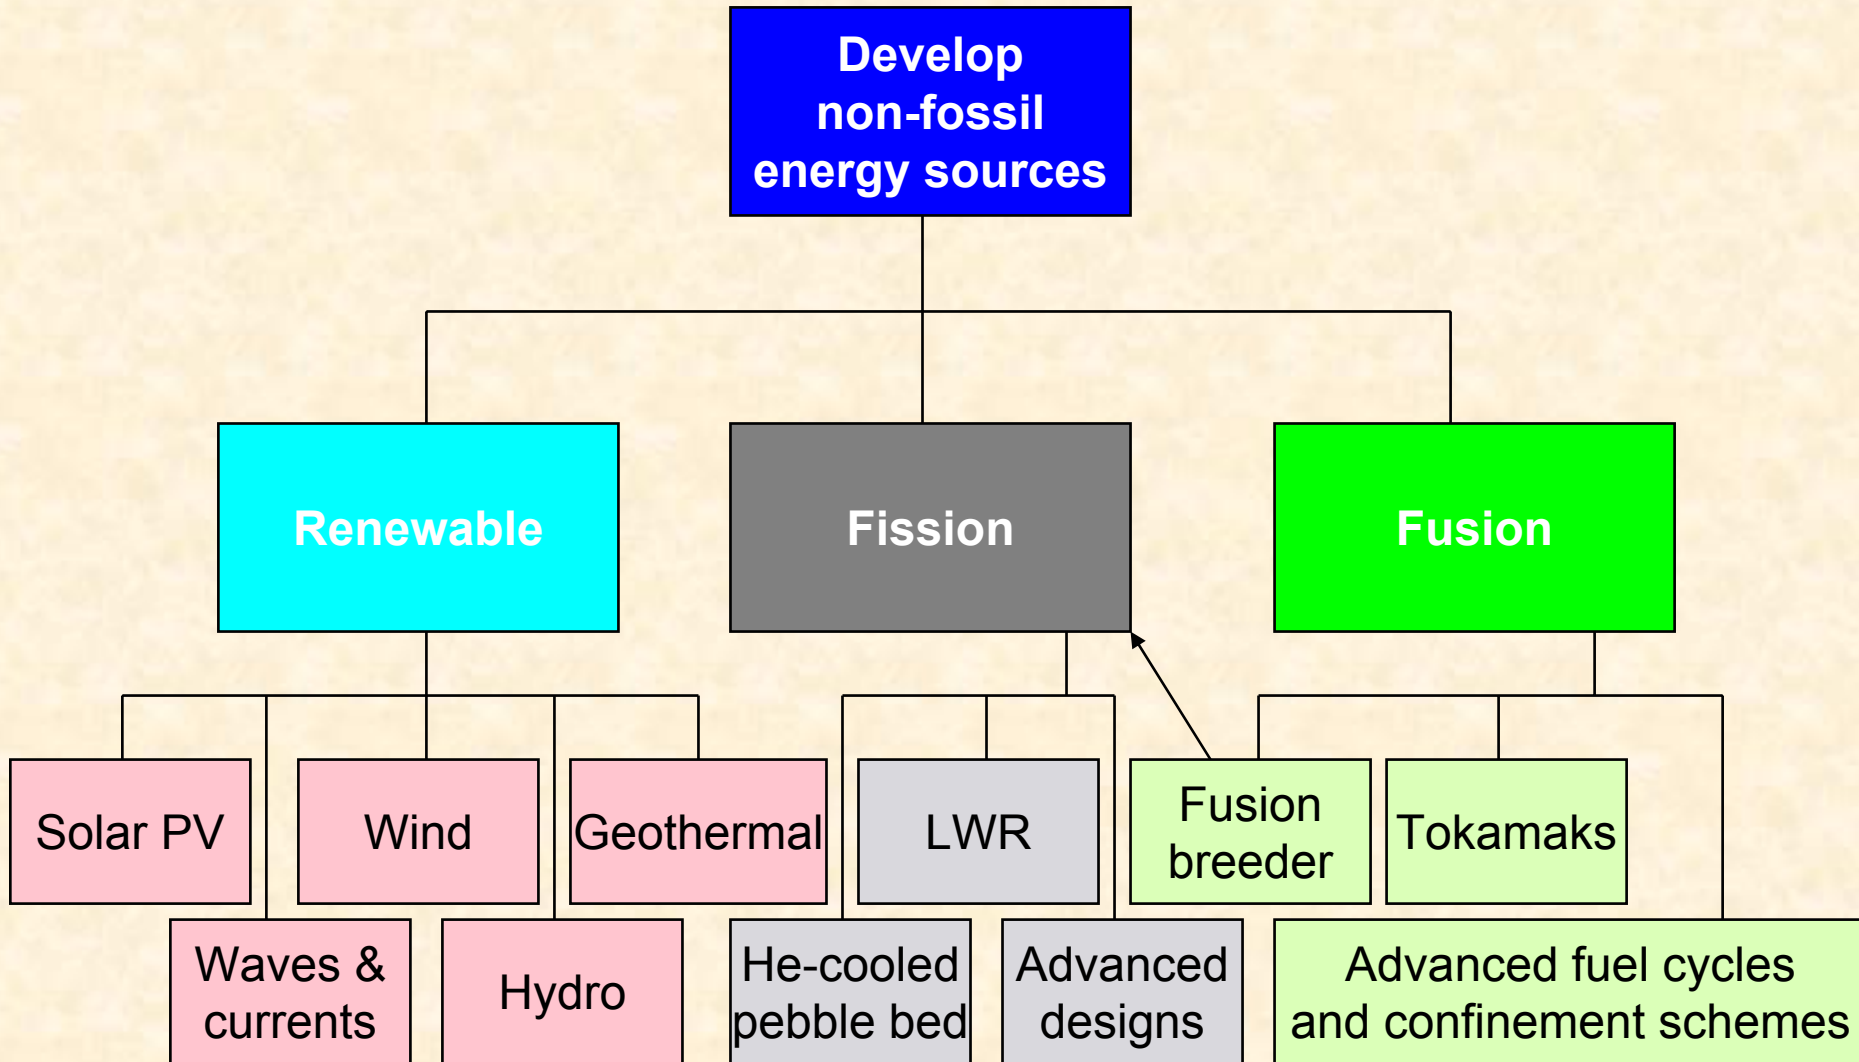 Develop
non-fossil
energy sources
Renewable
Fission
Fusion
Solar PV
Wind
Geothermal
LWR
Fusion
breeder
Tokamaks
Waves &
currents
Hydro
He-cooled
pebble bed
Advanced
designs
Advanced fuel cycles
and confinement schemes